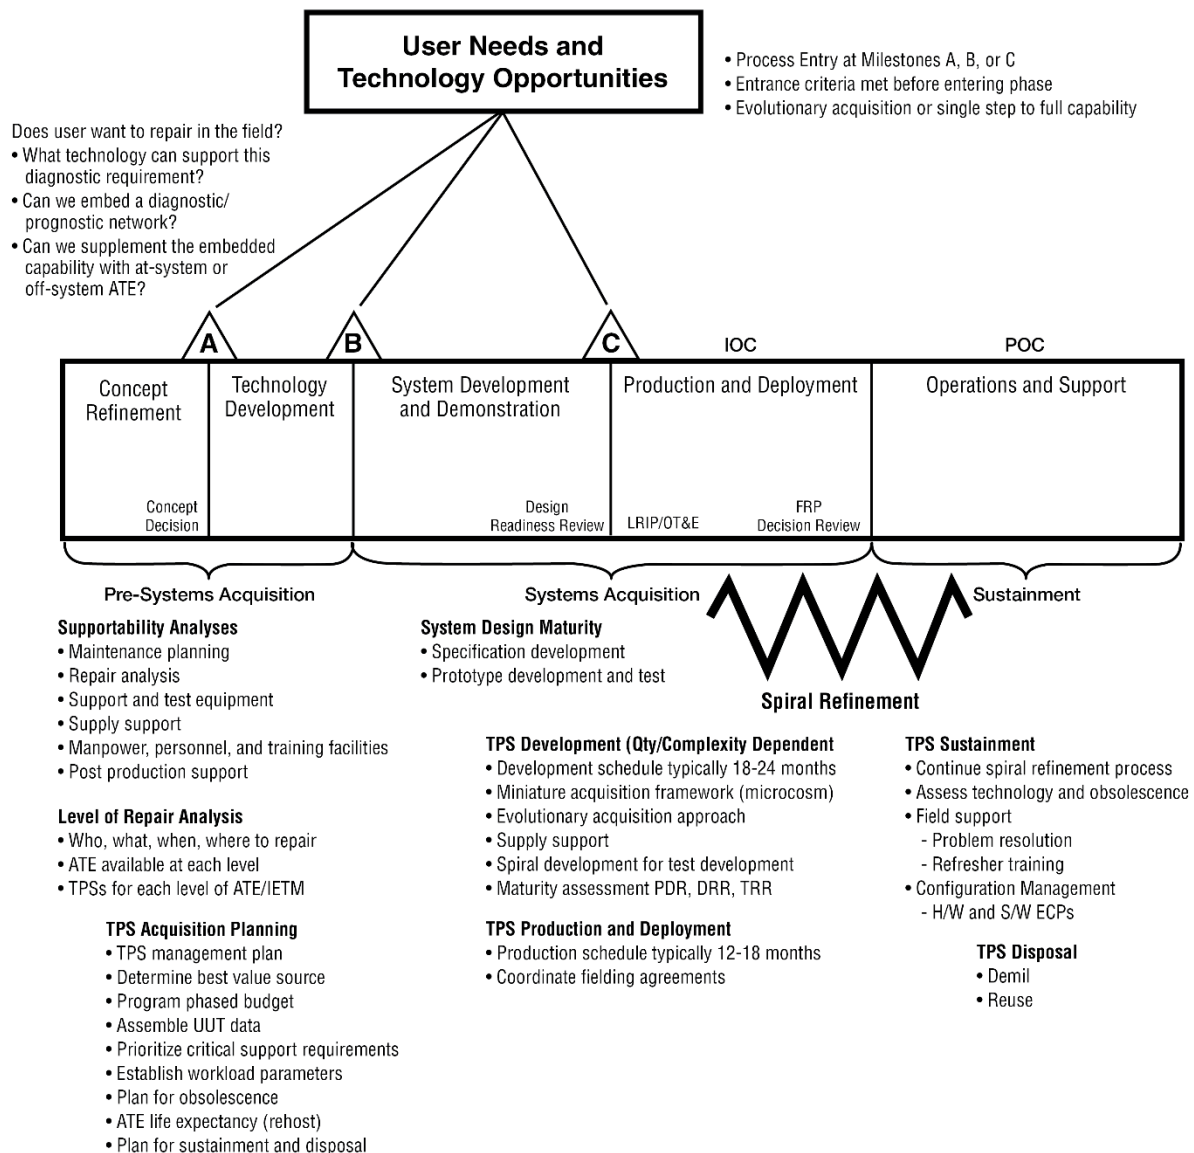 User Needs and
Technology Opportunities
• Process Entry at Milestones A, B, or C
• Entrance criteria met before entering phase
• Evolutionary acquisition or single step to full capability
Does user want to repair in the field?
• What technology can support this
diagnostic requirement?
• Can we embed a diagnostic/
prognostic network?
• Can we supplement the embedded
capability with at-system or
off-system ATE?
A
B
C
IOC
POC
Concept
Refinement
Technology
Development
System Development
and Demonstration
Production and Deployment
Operations and Support
Concept
Decision
Design
Readiness Review
LRIP/OT&E
FRP
Decision Review
Pre-Systems Acquisition
Systems Acquisition
Sustainment
Spiral Refinement
Supportability Analyses
• Maintenance planning
• Repair analysis
• Support and test equipment
• Supply support
• Manpower, personnel, and training facilities
• Post production support
Level of Repair Analysis
• Who, what, when, where to repair
• ATE available at each level
• TPSs for each level of ATE/IETM
TPS Acquisition Planning
• TPS management plan
• Determine best value source
• Program phased budget
• Assemble UUT data
• Prioritize critical support requirements
• Establish workload parameters
• Plan for obsolescence
• ATE life expectancy (rehost)
• Plan for sustainment and disposal
System Design Maturity
• Specification development
• Prototype development and test
TPS Development (Qty/Complexity Dependent
• Development schedule typically 18-24 months
• Miniature acquisition framework (microcosm)
• Evolutionary acquisition approach
• Supply support
• Spiral development for test development
• Maturity assessment PDR, DRR, TRR
TPS Production and Deployment
• Production schedule typically 12-18 months
• Coordinate fielding agreements
TPS Sustainment
• Continue spiral refinement process
• Assess technology and obsolescence
• Field support
- Problem resolution
- Refresher training
• Configuration Management
- H/W and S/W ECPs
TPS Disposal
• Demil
• Reuse